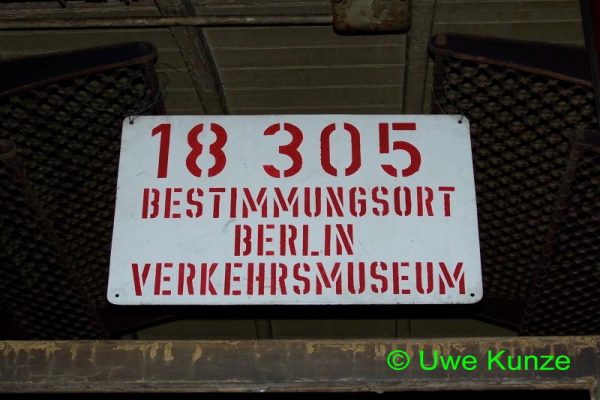 18 305
BESTIMMUNGSORT
BERLIN
VERKEHRSMUSEUM
© Uwe Kunze